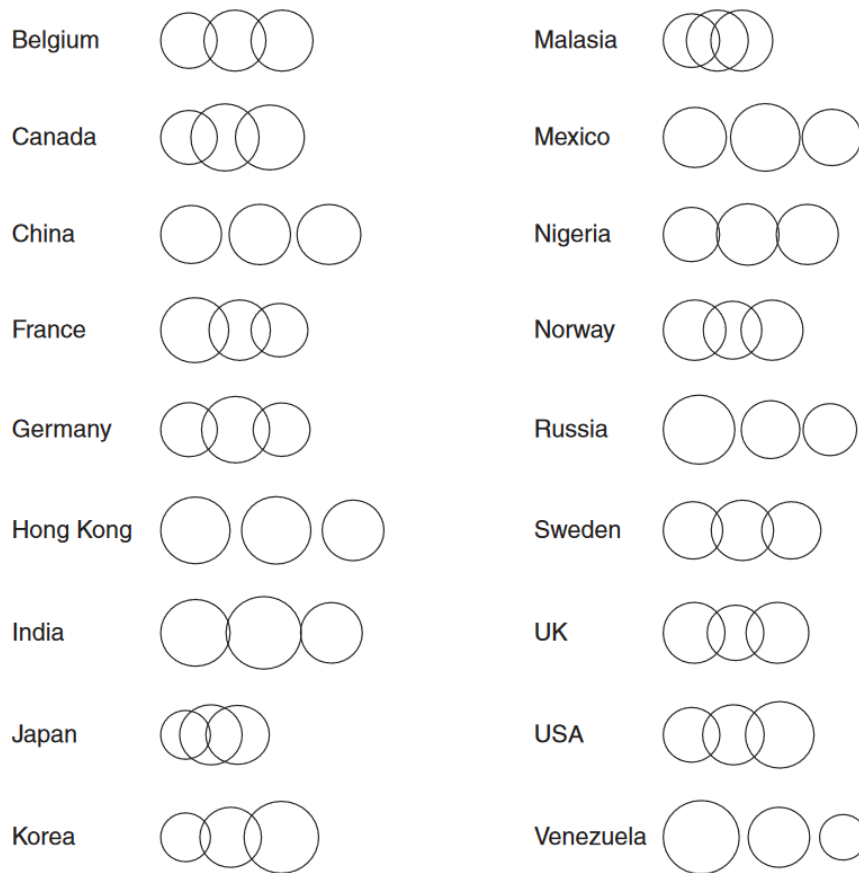 Belgium
Canada
China
France
Germany
Hong Kong
India
Japan
Korea
Malasia
Mexico
Nigeria
Norway
Russia
Sweden
UK
USA
Venezuela